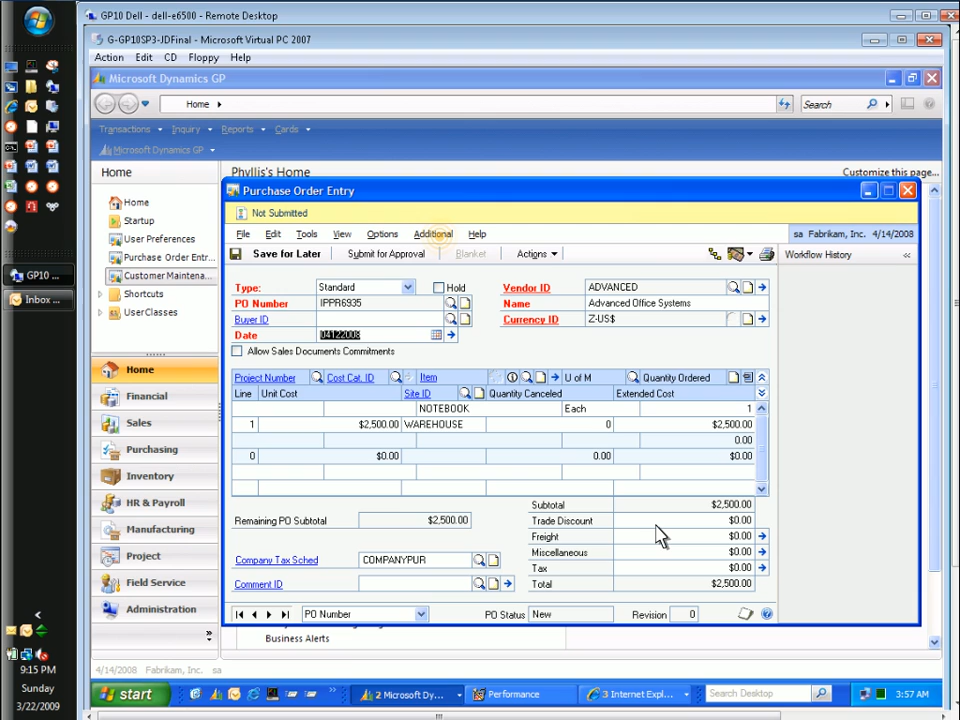 GP10 Dell - dell-e6500 - Remote Desktop
G-GP10SP3-JDFinal - Microsoft Virtual PC 2007
Action Edit CD Floppy Help
Microsoft Dynamics GP
Home
Search
Transactions Inquiry Reports Cards
Microsoft Dynamics GP
Home
Phyllis's Home
Customize this page...
Home
Startup
User Preferences
Purchase Order Entr...
Customer Maintena...
Shortcuts
UserClasses
Home
Financial
Sales
Purchasing
Inventory
HR & Payroll
Manufacturing
Project
Field Service
Administration
Purchase Order Entry
Not Submitted
File Edit Tools View Options Additional Help
sa Fabrikam, Inc. 4/14/2008
Save for Later Submit for Approval Blanket Actions
Workflow History
Type: Standard Hold Vendor ID ADVANCED
PO Number IPPR6935 Name Advanced Office Systems
Buyer ID Currency ID Z-US$
Date 04122008
Allow Sales Documents Commitments
Project Number Cost Cat. ID Item U of M Quantity Ordered
Line Unit Cost Site ID Quantity Canceled Extended Cost
NOTEBOOK Each 1
1 $2,500.00 WAREHOUSE 0 $2,500.00
0.00
0 $0.00 0.00 $0.00
Subtotal $2,500.00
Remaining PO Subtotal $2,500.00 Trade Discount $0.00
Freight $0.00
Miscellaneous $0.00
Company Tax Sched COMPANYPUR Tax $0.00
Comment ID Total $2,500.00
PO Number PO Status New Revision 0
Business Alerts
4/14/2008 Fabrikam, Inc. sa
start 2 Microsoft Dy... Performance 3 Internet Expl... Search Desktop 3:57 AM
GP10 ...
Inbox ...
9:15 PM
Sunday
3/22/2009